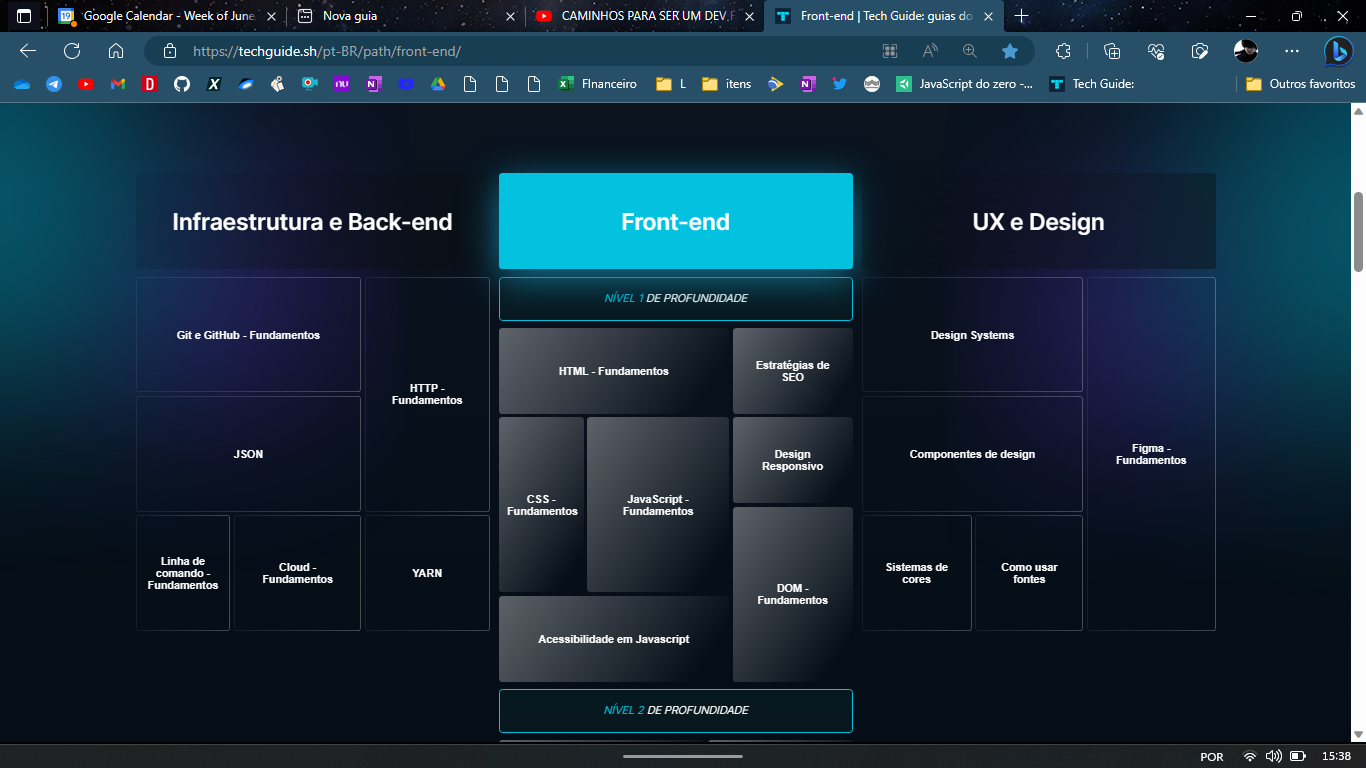 Google Calendar - Week of June
Nova guia
CAMINHOS PARA SER UM DEV
Front-end | Tech Guide: guias do
https://techguide.sh/pt-BR/path/front-end/
FInanceiro
L
itens
JavaScript do zero -...
Tech Guide:
Outros favoritos
Infraestrutura e Back-end
Git e GitHub - Fundamentos
HTTP -
Fundamentos
JSON
Linha de
comando -
Fundamentos
Cloud -
Fundamentos
YARN
Front-end
NÍVEL 1 DE PROFUNDIDADE
HTML - Fundamentos
Estratégias de
SEO
CSS -
Fundamentos
JavaScript -
Fundamentos
Design
Responsivo
DOM -
Fundamentos
Acessibilidade em Javascript
NÍVEL 2 DE PROFUNDIDADE
UX e Design
Design Systems
Componentes de design
Figma -
Fundamentos
Sistemas de
cores
Como usar
fontes
POR
15:38